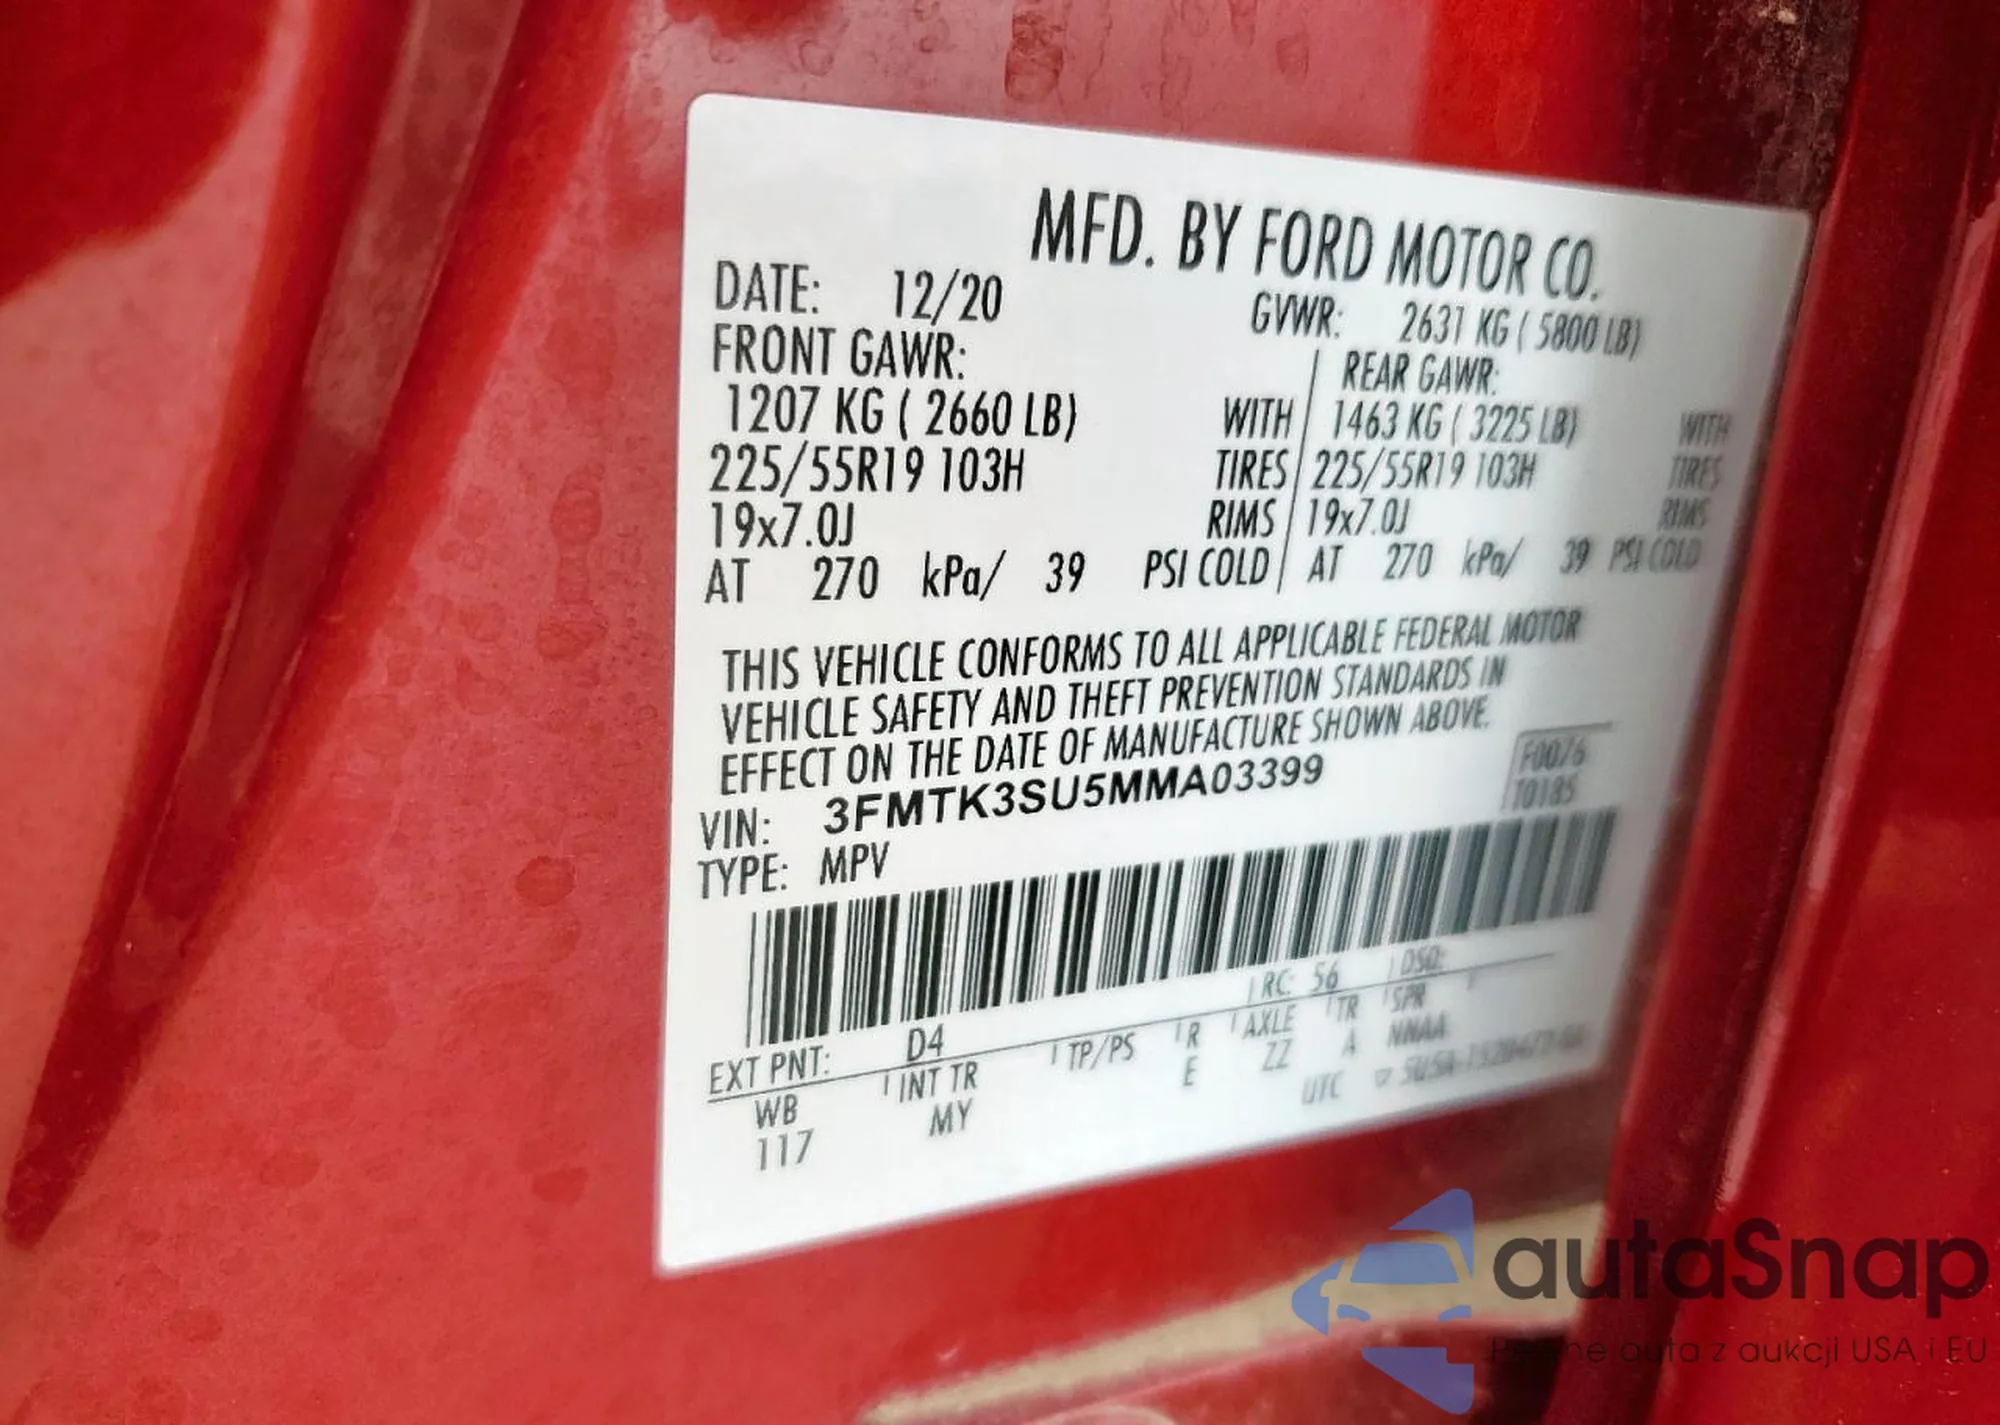 MFD. BY FORD MOTOR CO.
DATE: 12/20 GVWR: 2631 KG ( 5800 LB)
FRONT GAWR: REAR GAWR:
1207 KG ( 2660 LB) WITH 1463 KG ( 3225 LB) WITH
225/55R19 103H TIRES 225/55R19 103H TIRES
19x7.0J RIMS 19x7.0J RIMS
AT 270 kPa/ 39 PSI COLD AT 270 kPa/ 39 PSI COLD
THIS VEHICLE CONFORMS TO ALL APPLICABLE FEDERAL MOTOR
VEHICLE SAFETY AND THEFT PREVENTION STANDARDS IN
EFFECT ON THE DATE OF MANUFACTURE SHOWN ABOVE.
VIN: 3FMTK3SU5MMA03399
F0076
T0185
TYPE: MPV
EXT PNT: D4 RC: 56 DSO:
WB INT TR TP/PS R AXLE TR SPR
117 MY E ZZ A NNAA
UTC
autaSnap
auta z aukcji USA i EU